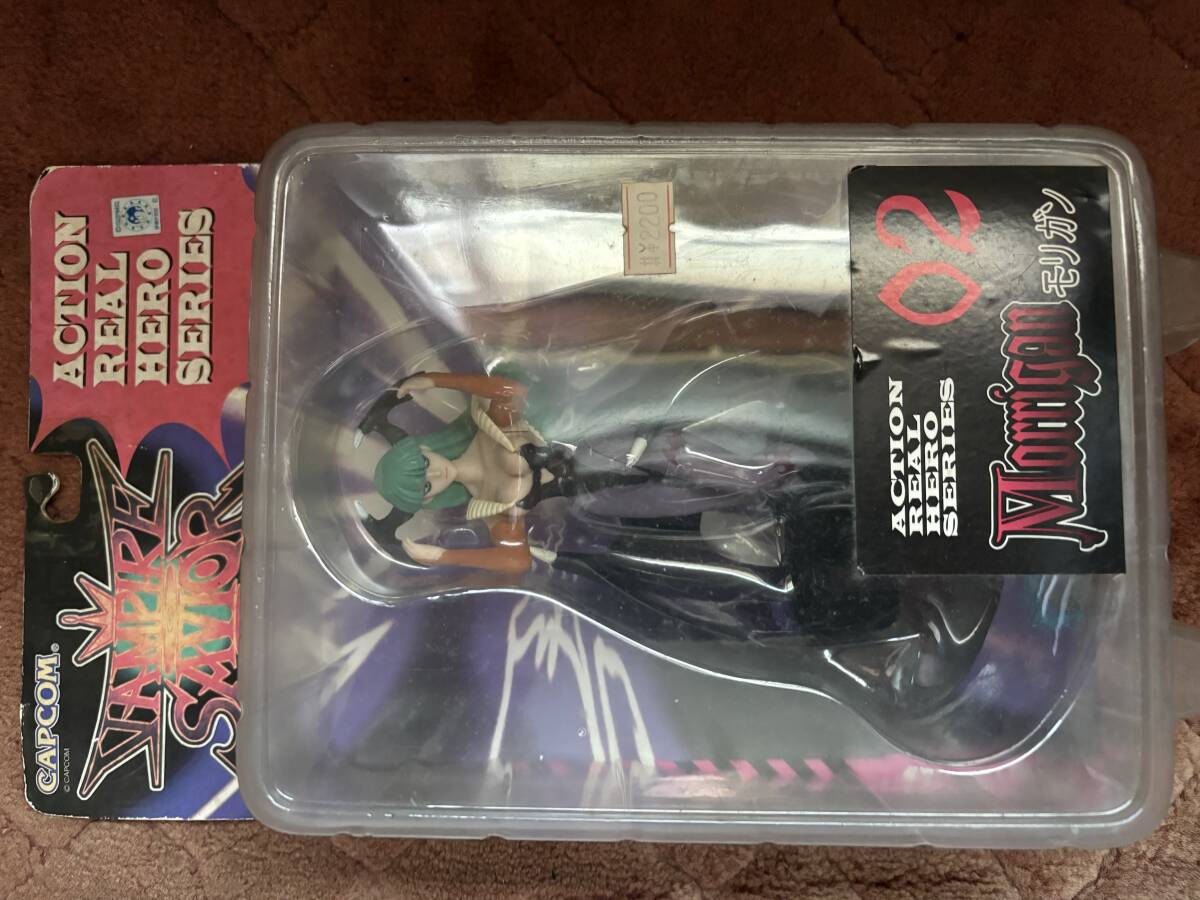 CAPCOM®
© CAPCOM
VAMPIRE
SAVIOR
ACTION
REAL
HERO
SERIES
¥2200
02
ACTION
REAL
HERO
SERIES
Morrigan モリガン